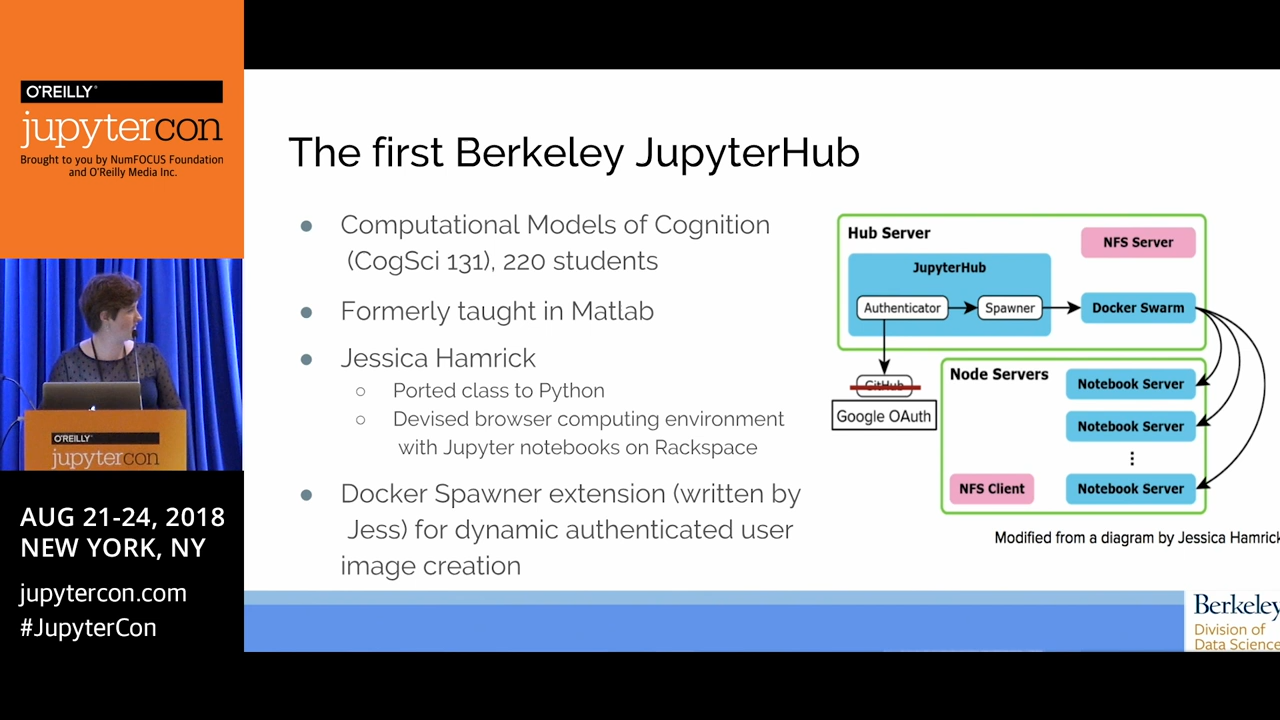 O'REILLY®
jupytercon
Brought to you by NumFOCUS Foundation
and O'Reilly Media Inc.
O'REILLY®
jupytercon
AUG 21-24, 2018
NEW YORK, NY
jupytercon.com
#JupyterCon
The first Berkeley JupyterHub
● Computational Models of Cognition
(CogSci 131), 220 students
● Formerly taught in Matlab
● Jessica Hamrick
○ Ported class to Python
○ Devised browser computing environment
with Jupyter notebooks on Rackspace
● Docker Spawner extension (written by
Jess) for dynamic authenticated user
image creation
Hub Server
NFS Server
JupyterHub
Authenticator
Spawner
Docker Swarm
GitHub
Google OAuth
Node Servers
Notebook Server
Notebook Server
⋮
NFS Client
Notebook Server
Modified from a diagram by Jessica Hamrick
Berkeley
Division of
Data Science